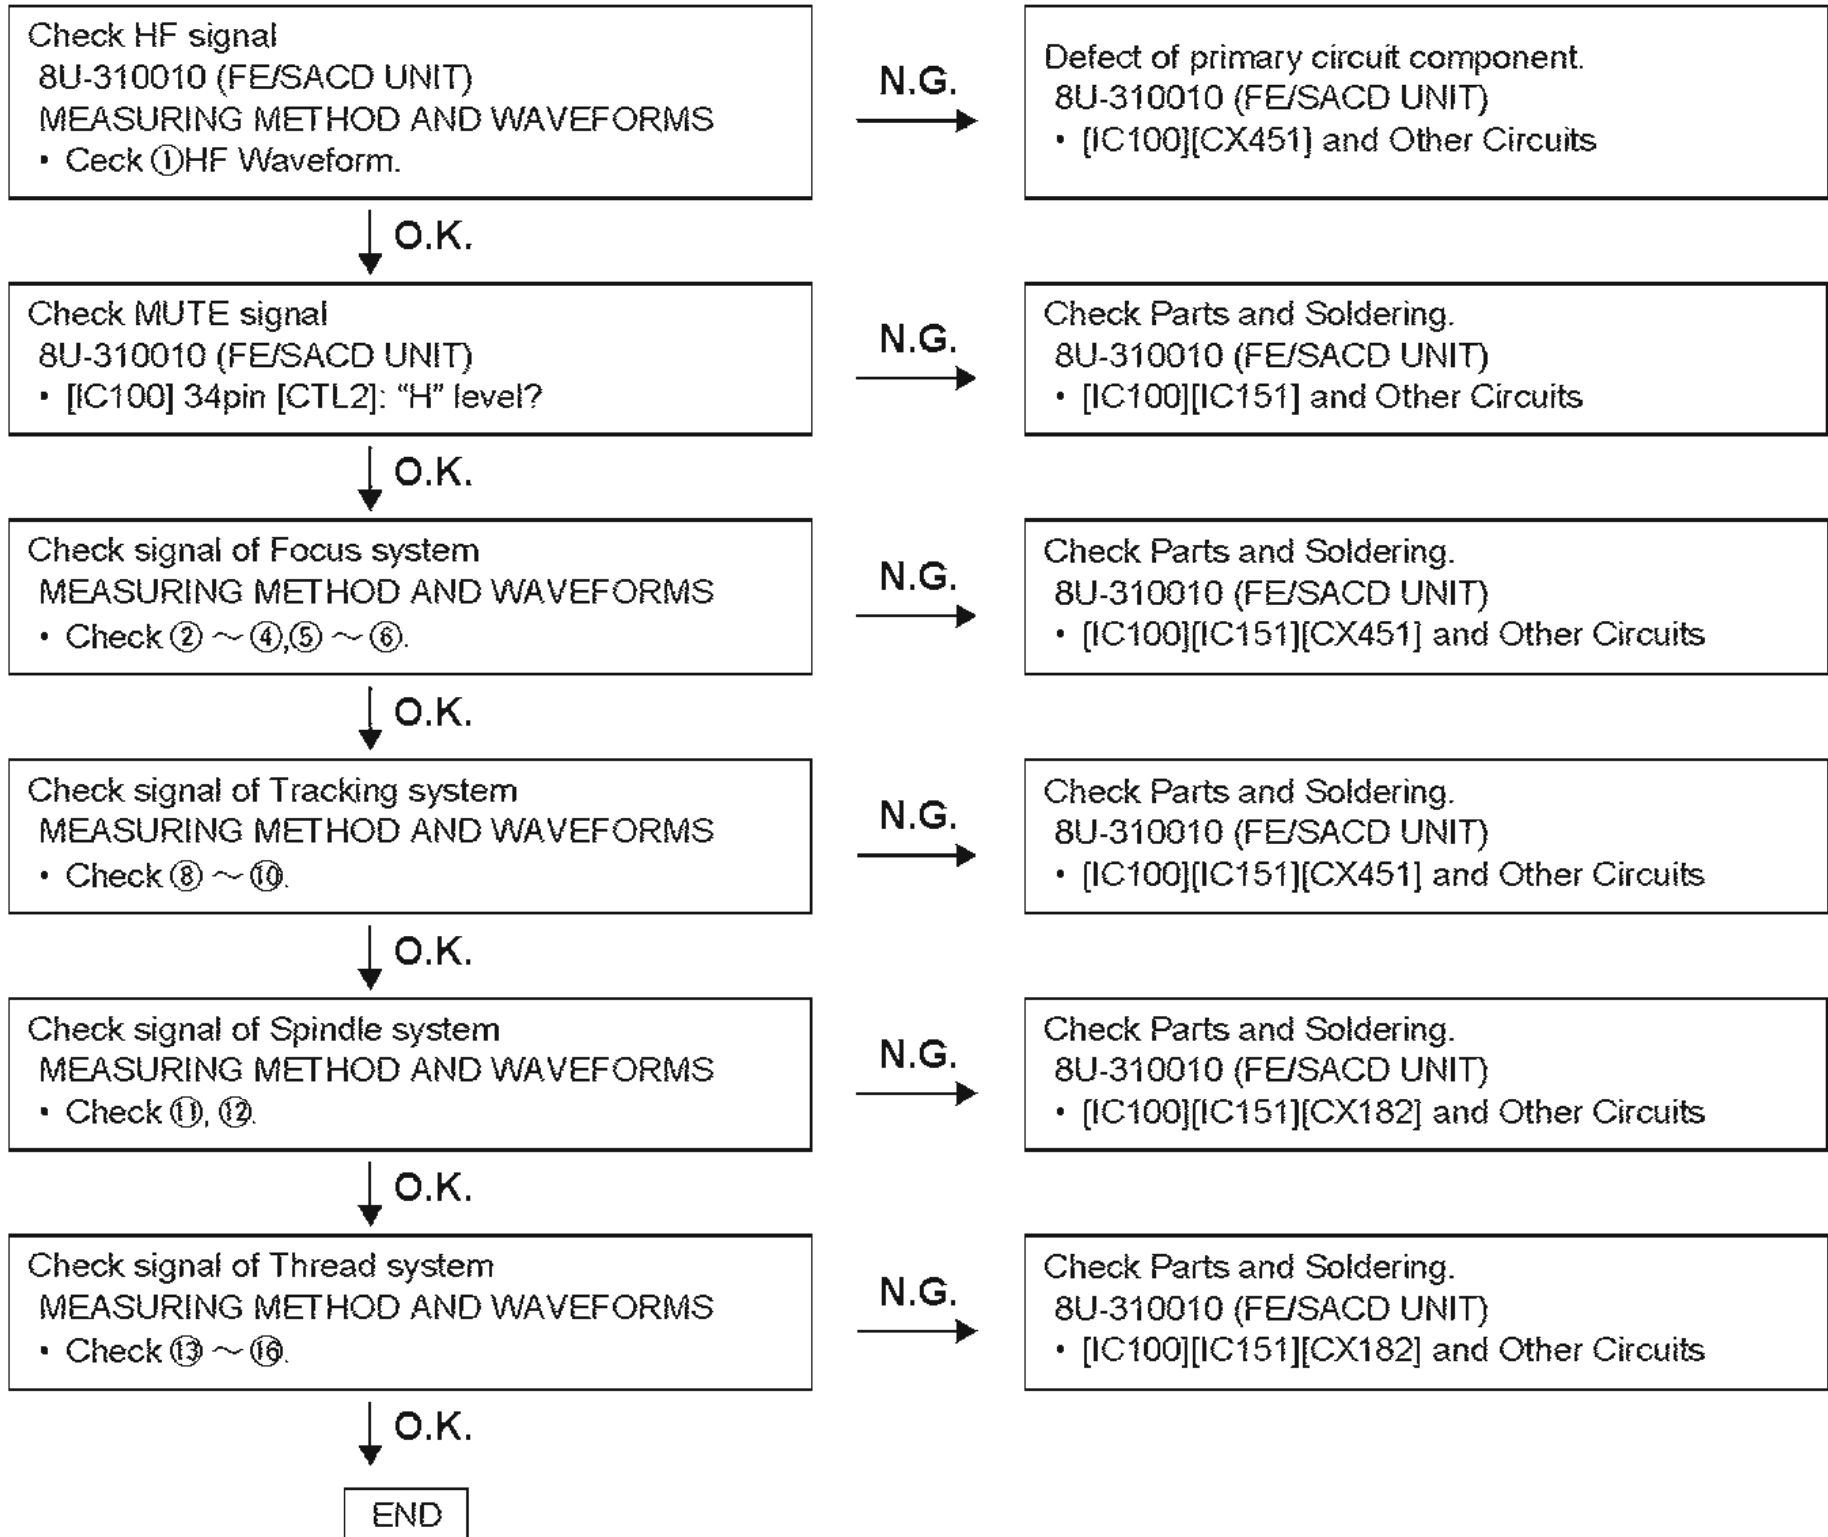 Check HF signal
8U-310010 (FE/SACD UNIT)
MEASURING METHOD AND WAVEFORMS
• Ceck ①HF Waveform.
N.G.
Defect of primary circuit component.
8U-310010 (FE/SACD UNIT)
• [IC100][CX451] and Other Circuits
O.K.
Check MUTE signal
8U-310010 (FE/SACD UNIT)
• [IC100] 34pin [CTL2]: “H” level?
N.G.
Check Parts and Soldering.
8U-310010 (FE/SACD UNIT)
• [IC100][IC151] and Other Circuits
O.K.
Check signal of Focus system
MEASURING METHOD AND WAVEFORMS
• Check ② ～ ④,⑤ ～ ⑥.
N.G.
Check Parts and Soldering.
8U-310010 (FE/SACD UNIT)
• [IC100][IC151][CX451] and Other Circuits
O.K.
Check signal of Tracking system
MEASURING METHOD AND WAVEFORMS
• Check ⑧ ～ ⑩.
N.G.
Check Parts and Soldering.
8U-310010 (FE/SACD UNIT)
• [IC100][IC151][CX451] and Other Circuits
O.K.
Check signal of Spindle system
MEASURING METHOD AND WAVEFORMS
• Check ⑪, ⑫.
N.G.
Check Parts and Soldering.
8U-310010 (FE/SACD UNIT)
• [IC100][IC151][CX182] and Other Circuits
O.K.
Check signal of Thread system
MEASURING METHOD AND WAVEFORMS
• Check ⑬ ～ ⑯.
N.G.
Check Parts and Soldering.
8U-310010 (FE/SACD UNIT)
• [IC100][IC151][CX182] and Other Circuits
O.K.
END